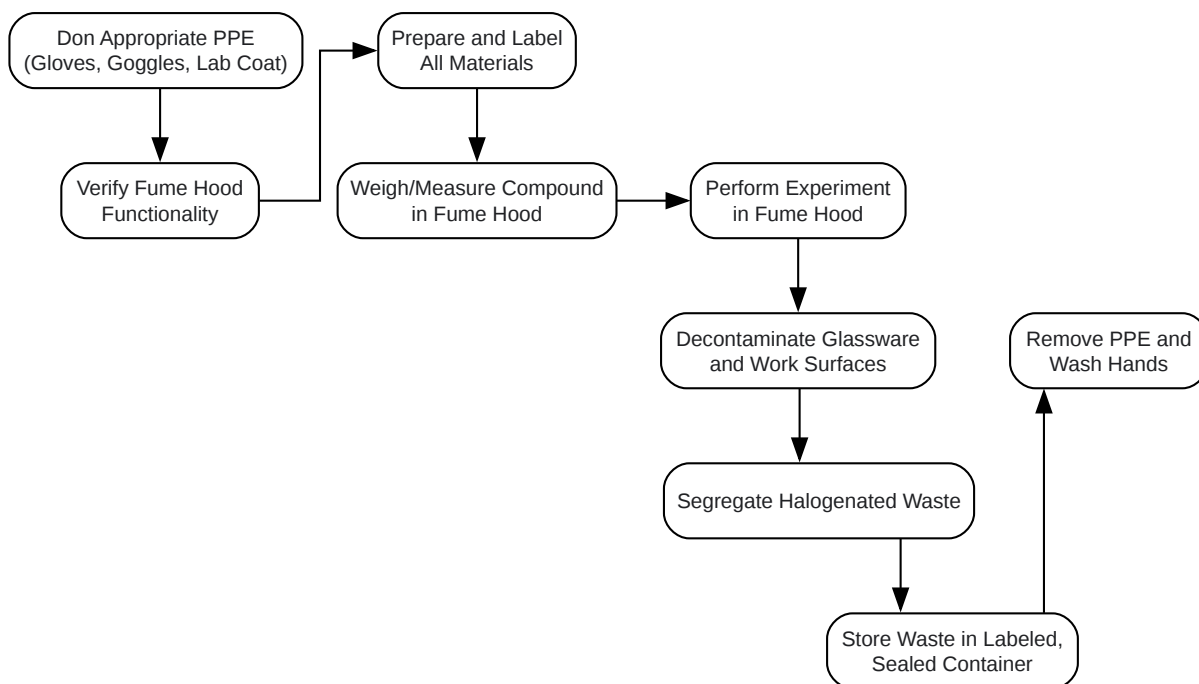 Don Appropriate PPE
(Gloves, Goggles, Lab Coat)
Verify Fume Hood
Functionality
Prepare and Label
All Materials
Weigh/Measure Compound
in Fume Hood
Perform Experiment
in Fume Hood
Decontaminate Glassware
and Work Surfaces
Segregate Halogenated Waste
Store Waste in Labeled,
Sealed Container
Remove PPE and
Wash Hands